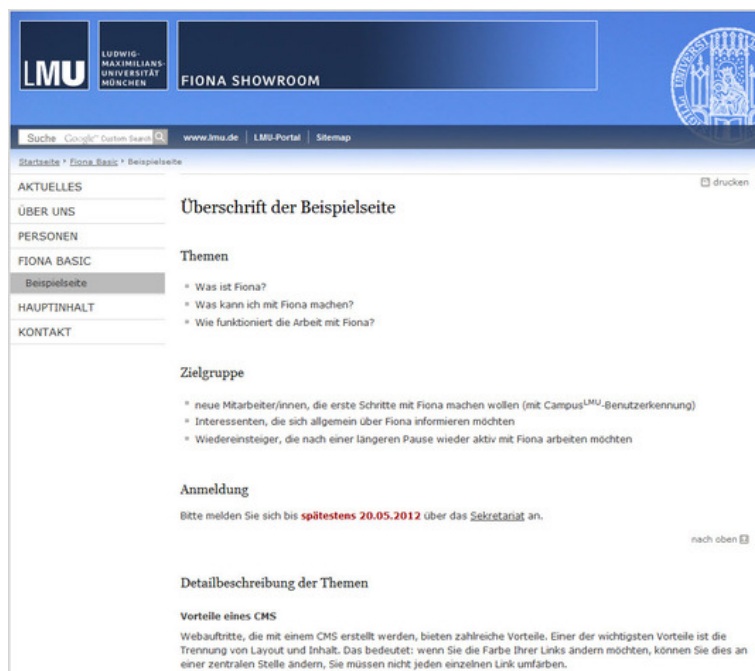 LMU
LUDWIG-
MAXIMILIANS-
UNIVERSITÄT
MÜNCHEN
FIONA SHOWROOM
Suche Google™ Custom Search www.lmu.de | LMU-Portal | Sitemap
Startseite › Fiona Basic › Beispielseite
drucken
AKTUELLES
ÜBER UNS
PERSONEN
FIONA BASIC
Beispielseite
HAUPTINHALT
KONTAKT
Überschrift der Beispielseite
Themen
Was ist Fiona?
Was kann ich mit Fiona machen?
Wie funktioniert die Arbeit mit Fiona?
Zielgruppe
neue Mitarbeiter/innen, die erste Schritte mit Fiona machen wollen (mit CampusLMU-Benutzerkennung)
Interessenten, die sich allgemein über Fiona informieren möchten
Wiedereinsteiger, die nach einer längeren Pause wieder aktiv mit Fiona arbeiten möchten
Anmeldung
Bitte melden Sie sich bis spätestens 20.05.2012 über das Sekretariat an.
nach oben
Detailbeschreibung der Themen
Vorteile eines CMS
Webauftritte, die mit einem CMS erstellt werden, bieten zahlreiche Vorteile. Einer der wichtigsten Vorteile ist die
Trennung von Layout und Inhalt. Das bedeutet: wenn Sie die Farbe Ihrer Links ändern möchten, können Sie dies an
einer zentralen Stelle ändern, Sie müssen nicht jeden einzelnen Link umfärben.